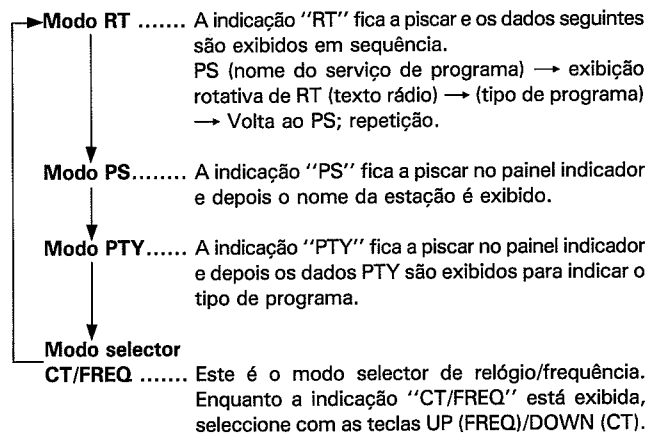 Modo RT ....... A indicação ''RT'' fica a piscar e os dados seguintes
são exibidos em sequência.
PS (nome do serviço de programa) → exibição
rotativa de RT (texto rádio) → (tipo de programa)
→ Volta ao PS; repetição.
Modo PS........ A indicação ''PS'' fica a piscar no painel indicador
e depois o nome da estação é exibido.
Modo PTY...... A indicação ''PTY'' fica a piscar no painel indicador
e depois os dados PTY são exibidos para indicar o
tipo de programa.
Modo selector
CT/FREQ ....... Este é o modo selector de relógio/frequência.
Enquanto a indicação ''CT/FREQ'' está exibida,
seleccione com as teclas UP (FREQ)/DOWN (CT).